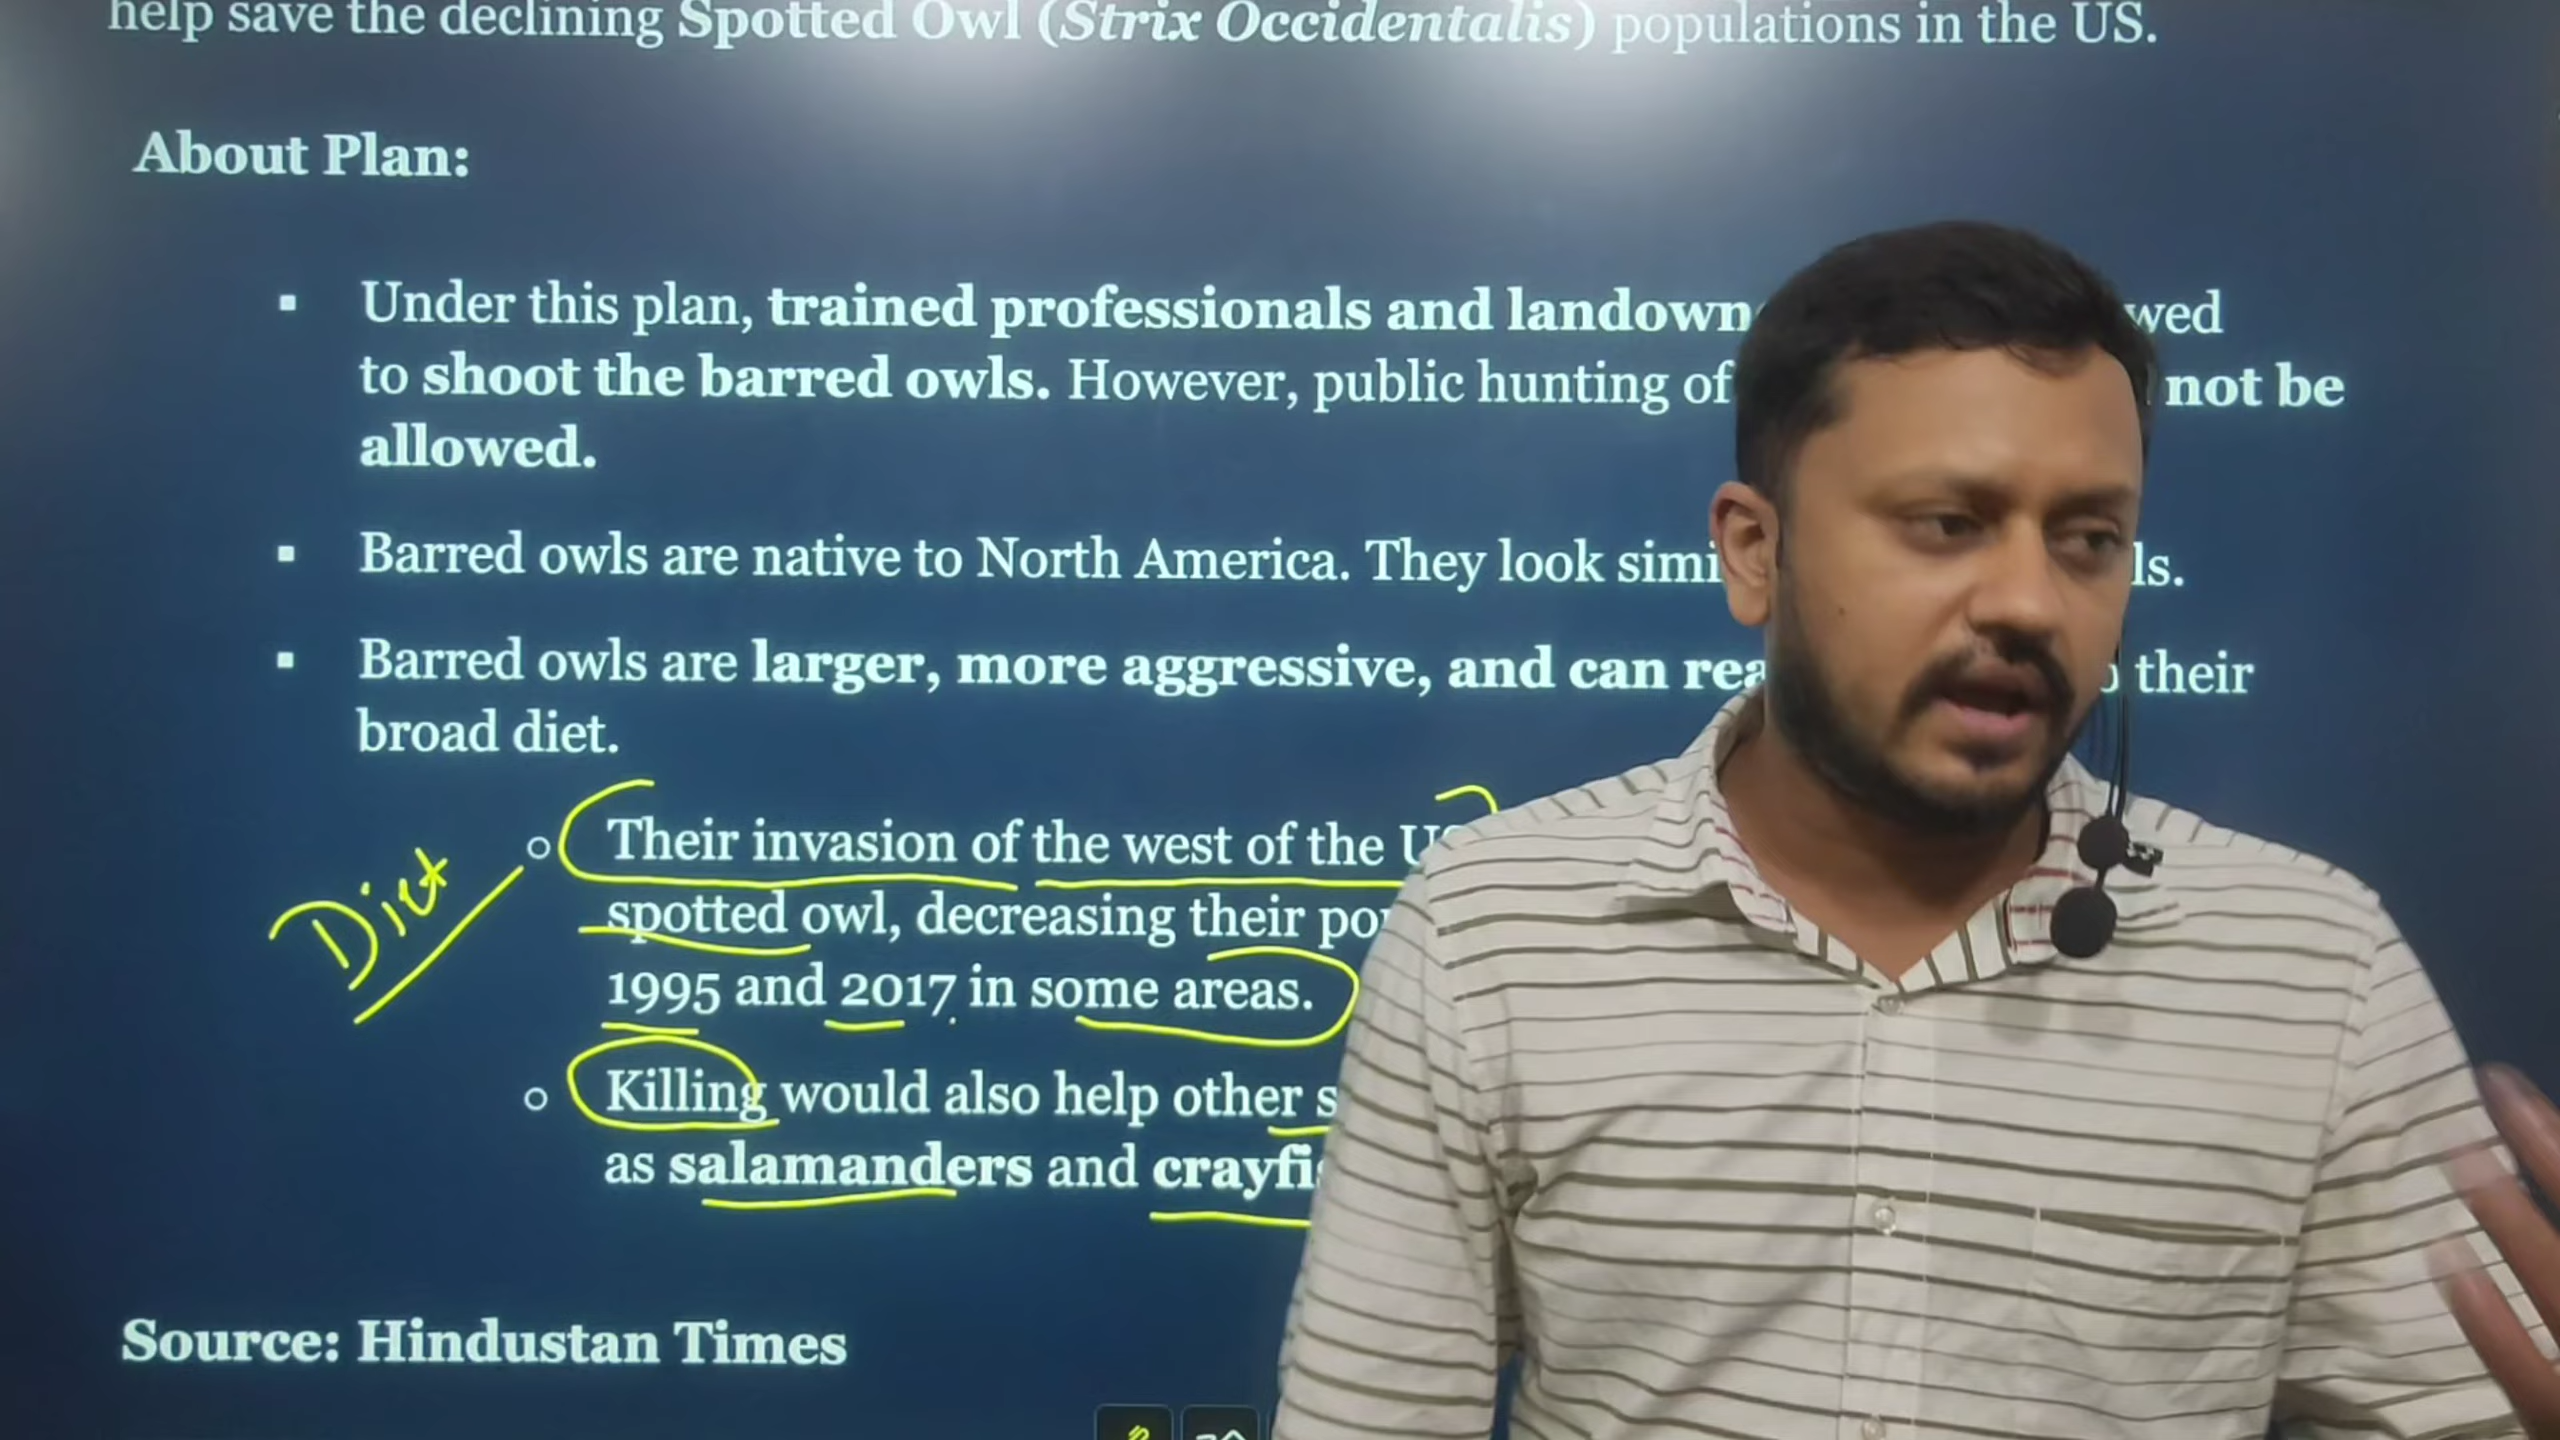 help save the declining Spotted Owl (Strix Occidentalis) populations in the US.
About Plan:
Under this plan, trained professionals and landown wed
to shoot the barred owls. However, public hunting of not be
allowed.
Barred owls are native to North America. They look simi ls.
Barred owls are larger, more aggressive, and can rea their
broad diet.
Diet
Their invasion of the west of the US
spotted owl, decreasing their po
1995 and 2017 in some areas.
Killing would also help other s
as salamanders and crayfis
Source: Hindustan Times